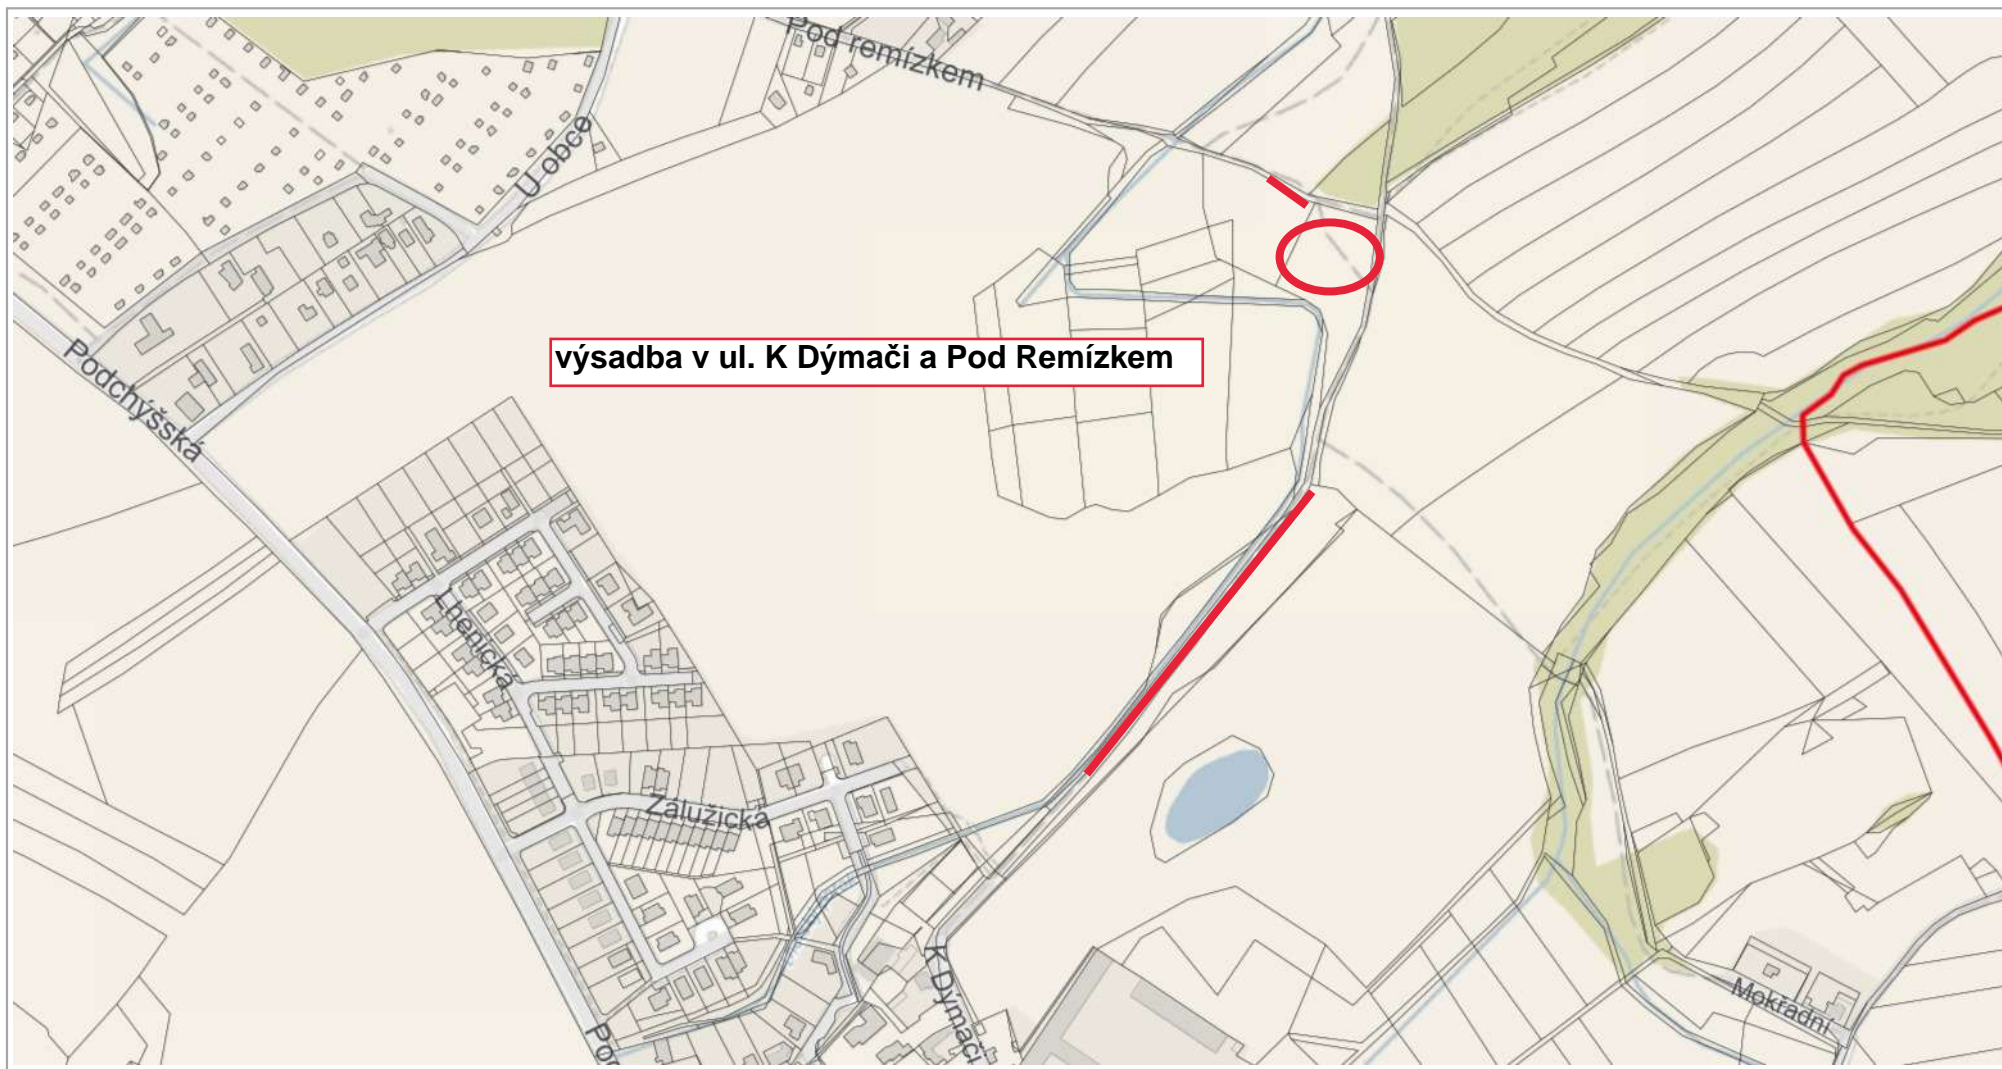 Pod remízkem
U obce
výsadba v ul. K Dýmači a Pod Remízkem
Podchýšská
Lhenická
Zálužická
K Dýmači
Mokřadní